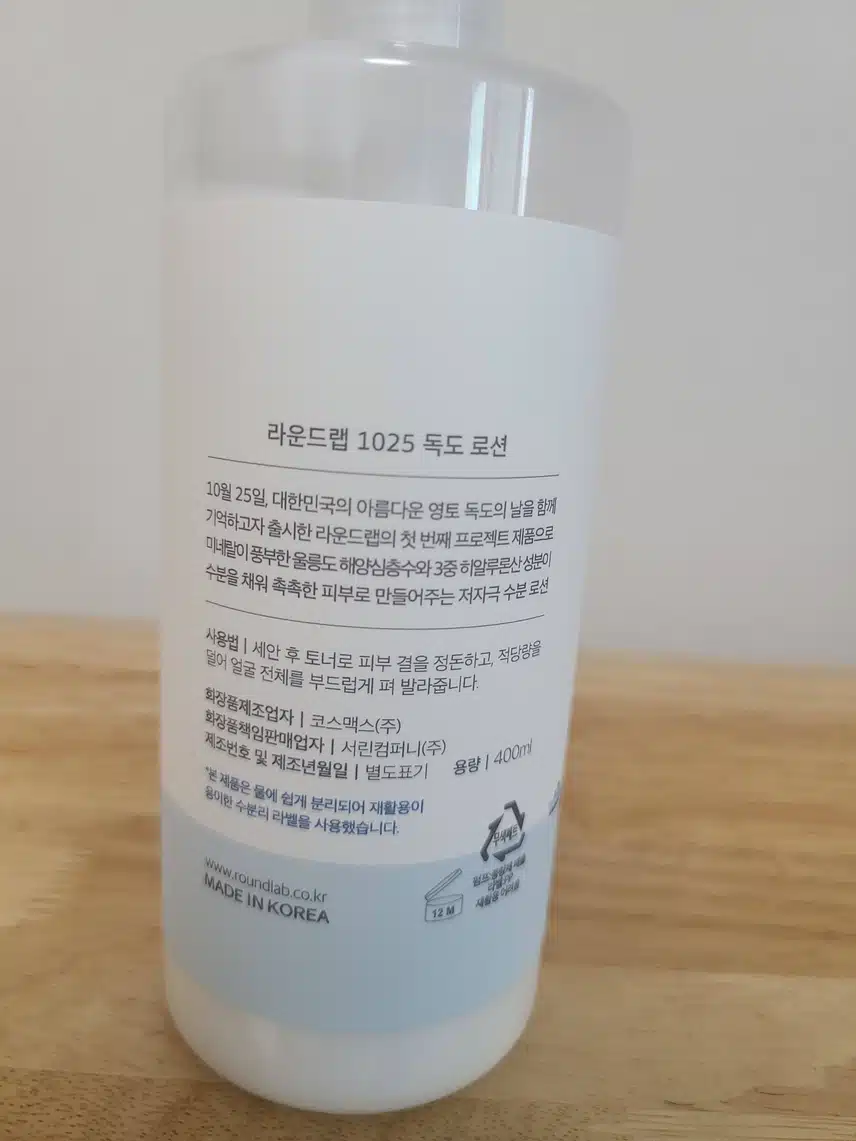 라운드랩 1025 독도 로션
10월 25일, 대한민국의 아름다운 영토 독도의 날을 함께
기억하고자 출시한 라운드랩의 첫 번째 프로젝트 제품으로
미네랄이 풍부한 울릉도 해양심층수와 3중 히알루론산 성분이
수분을 채워 촉촉한 피부로 만들어주는 저자극 수분 로션
사용법 | 세안 후 토너로 피부 결을 정돈하고, 적당량을
덜어 얼굴 전체를 부드럽게 펴 발라줍니다.
화장품제조업자 | 코스맥스(주)
화장품책임판매업자 | 서린컴퍼니(주)
제조번호 및 제조년월일 | 별도표기 용량 | 400ml
*본 제품은 물에 쉽게 분리되어 재활용이
용이한 수분리 라벨을 사용했습니다.
무색페트
www.roundlab.co.kr
MADE IN KOREA
12 M
재활용 어려움